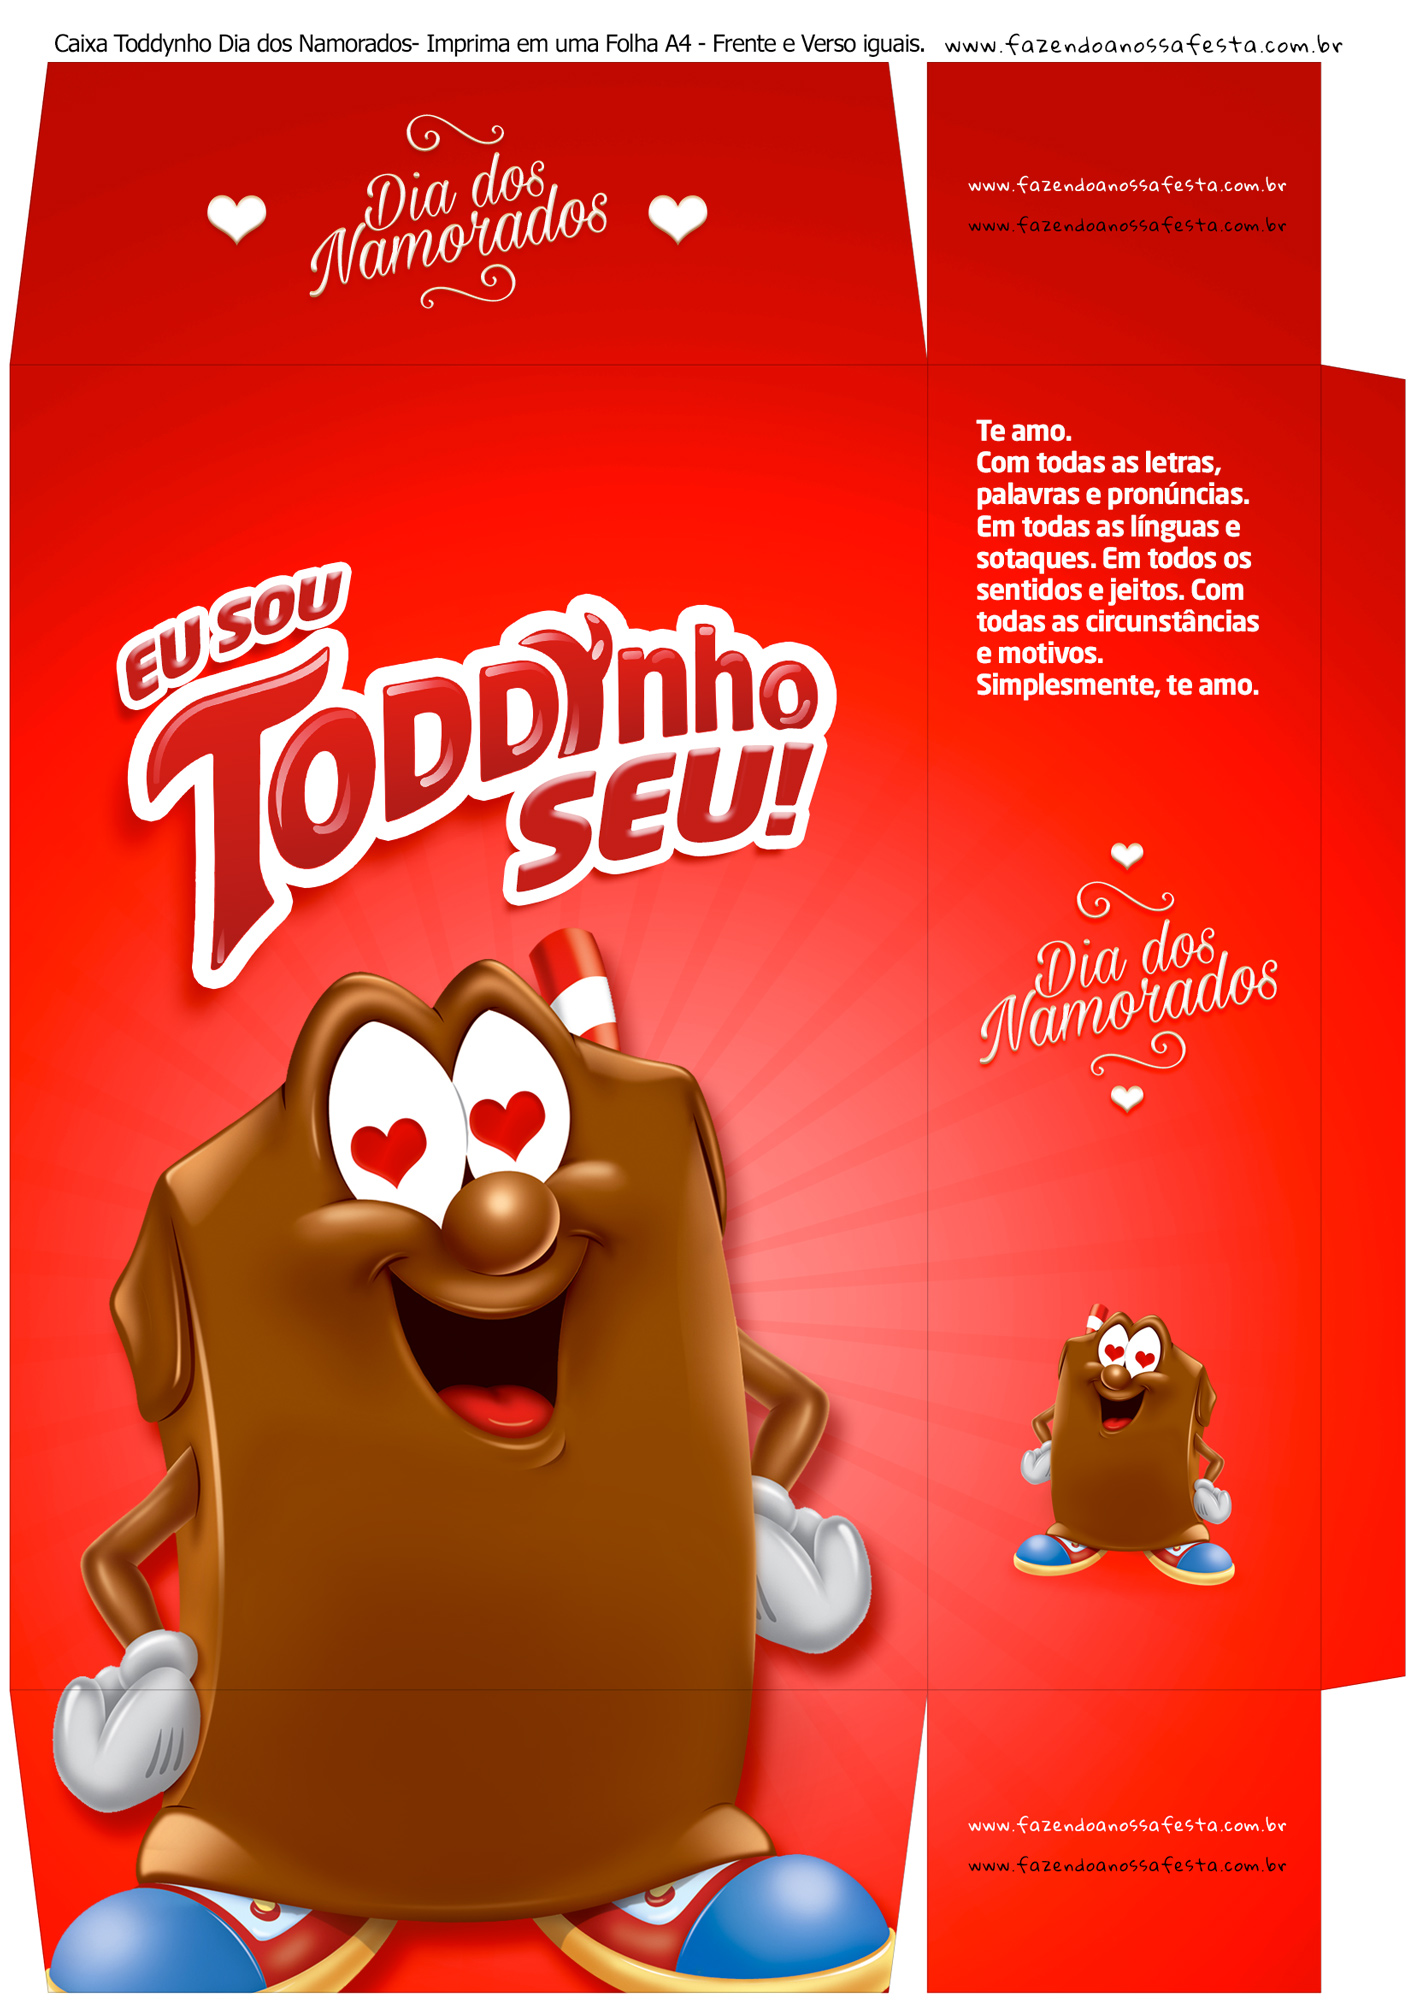 Caixa Toddynho Dia dos Namorados- Imprima em uma Folha A4 - Frente e Verso iguais. www.fazendoanossafesta.com.br
Dia dos
Namorados
www.fazendoanossafesta.com.br
www.fazendoanossafesta.com.br
EU SOU
TODDYnho
SEU!
Te amo.
Com todas as letras,
palavras e pronúncias.
Em todas as línguas e
sotaques. Em todos os
sentidos e jeitos. Com
todas as circunstâncias
e motivos.
Simplesmente, te amo.
Dia dos
Namorados
www.fazendoanossafesta.com.br
www.fazendoanossafesta.com.br